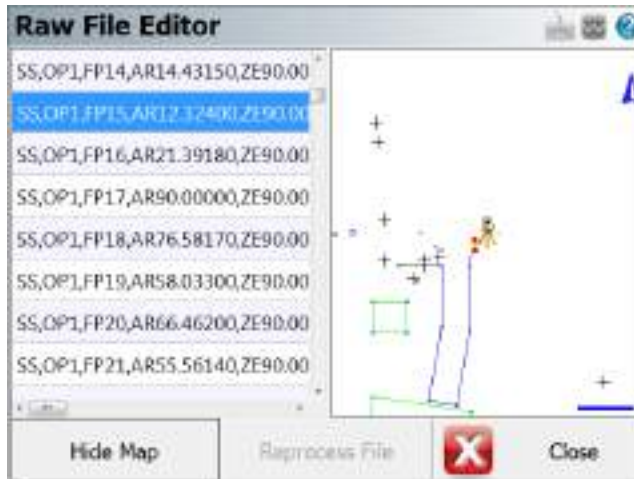 Raw File Editor
SS,OP1,FP14,AR14.43150,ZE90.00
SS,OP1,FP15,AR12.32400,ZE90.00
SS,OP1,FP16,AR21.39180,ZE90.00
SS,OP1,FP17,AR90.00000,ZE90.00
SS,OP1,FP18,AR76.58170,ZE90.00
SS,OP1,FP19,AR58.03300,ZE90.00
SS,OP1,FP20,AR66.46200,ZE90.00
SS,OP1,FP21,AR55.56140,ZE90.00
Hide Map
Reprocess File
Close